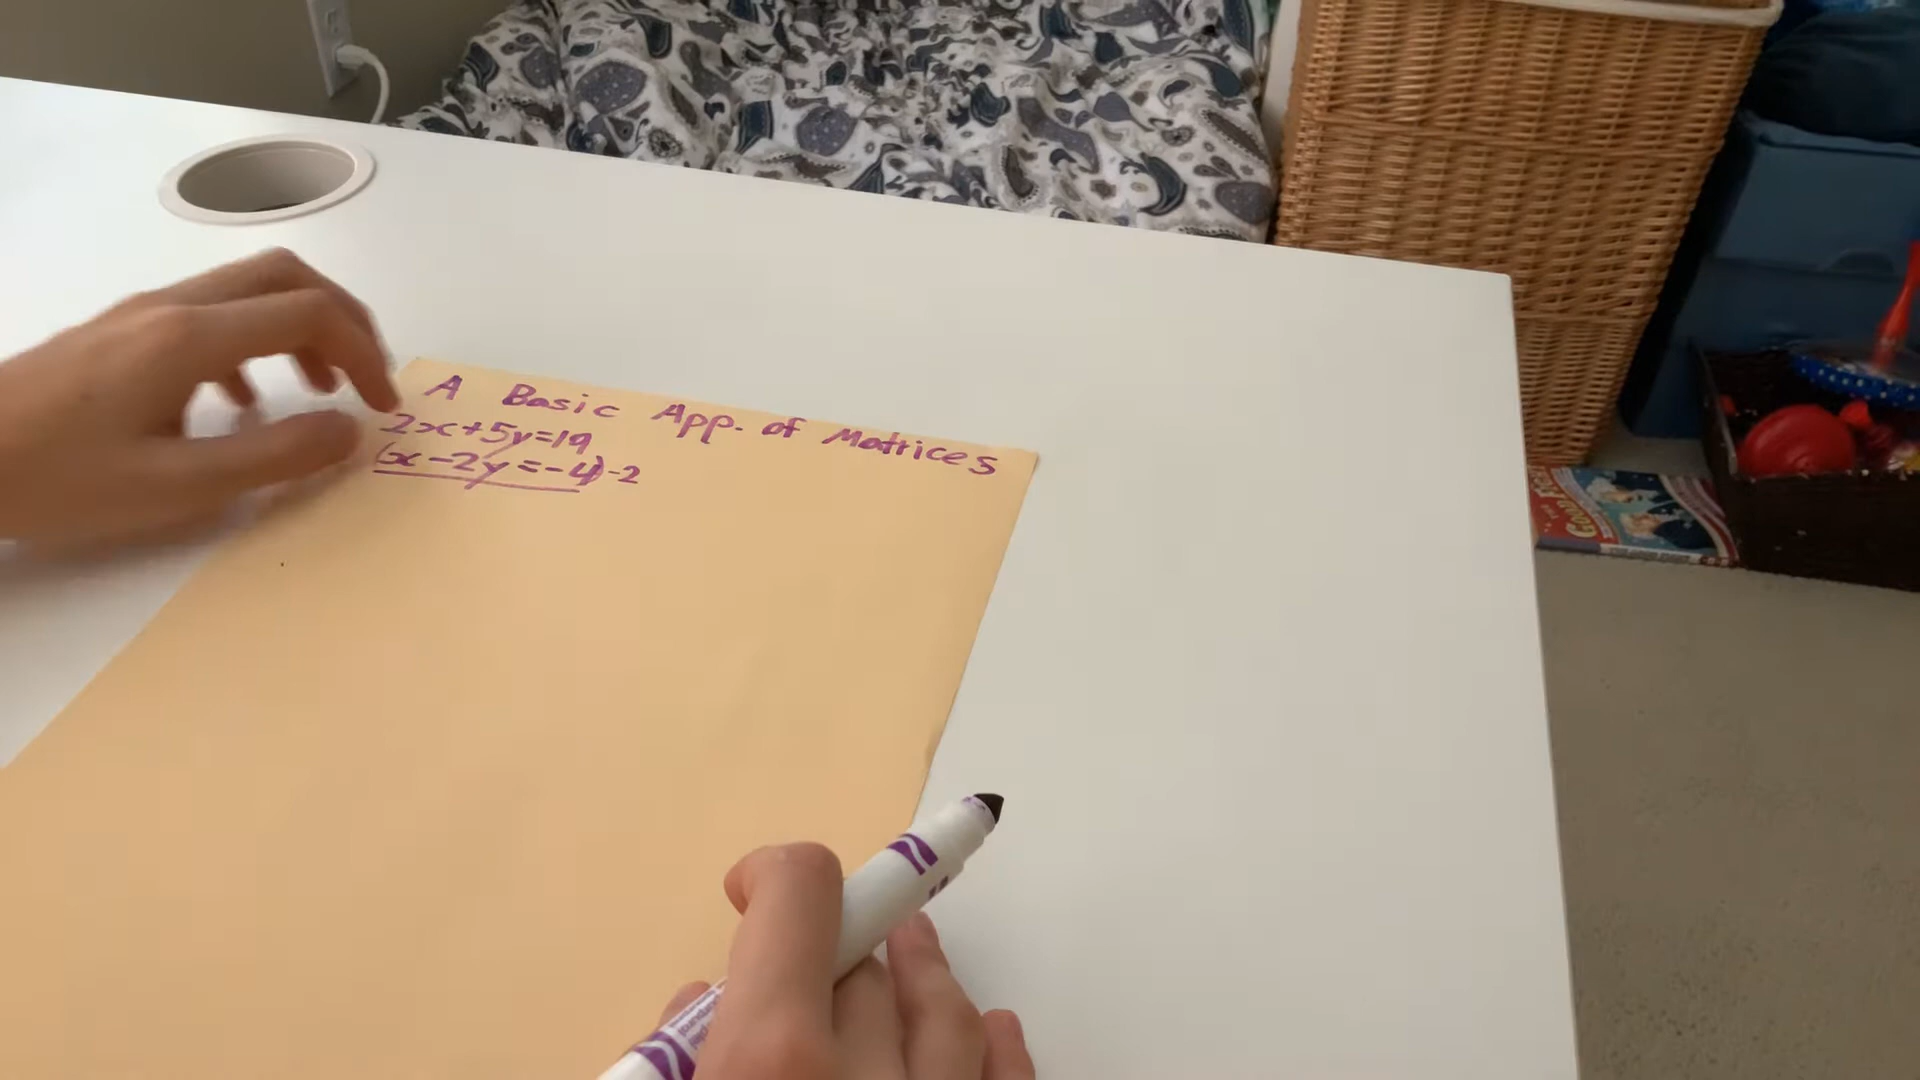 A Basic App. of Matrices
2x+5y=19
(x-2y=-4)-2